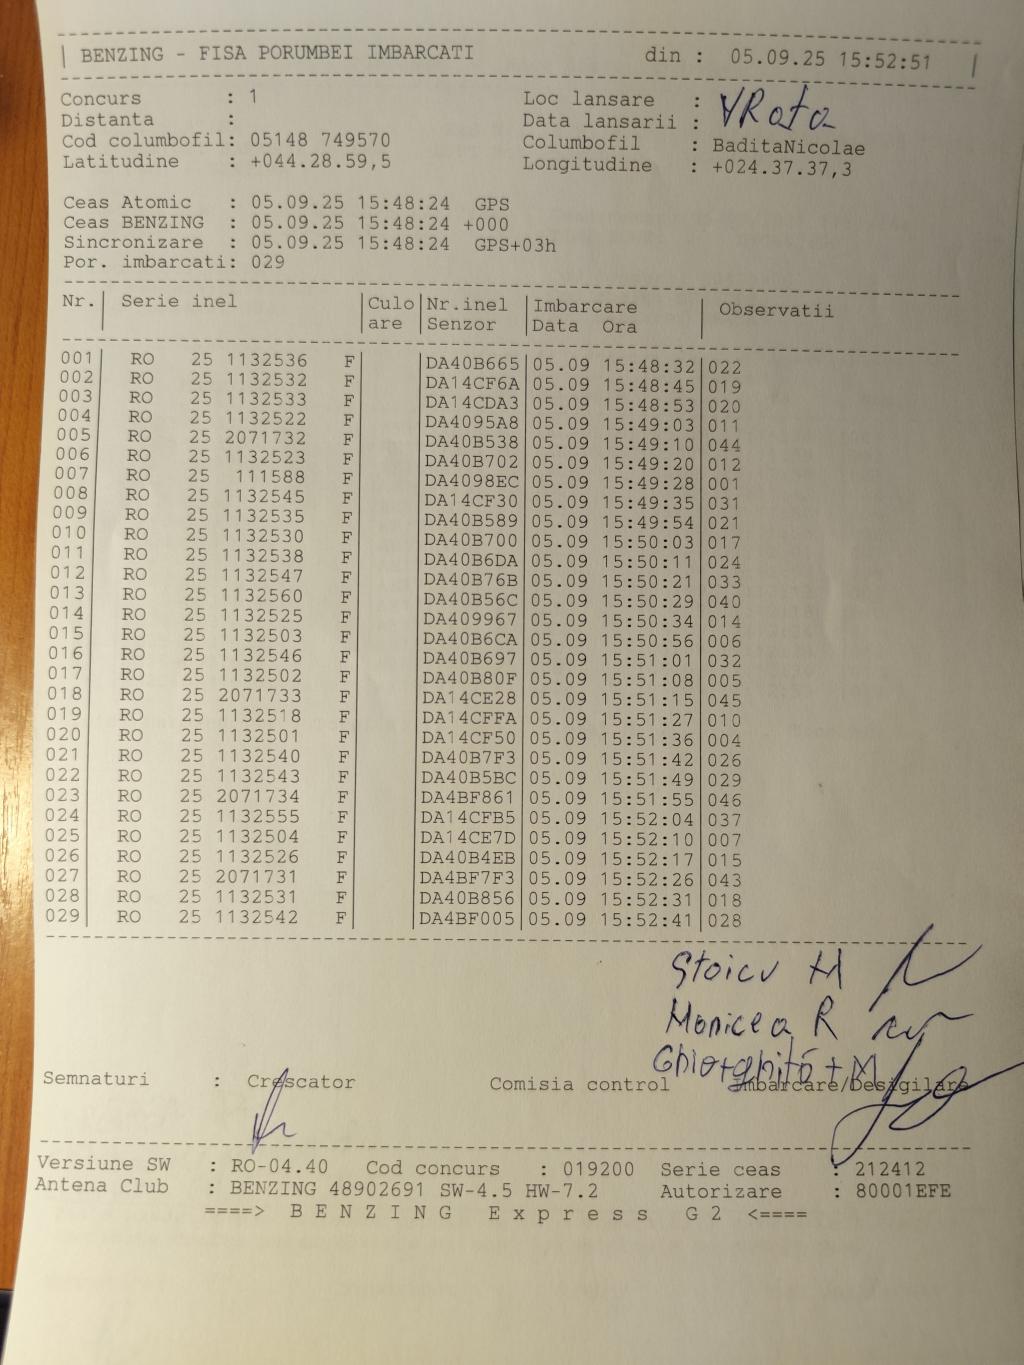 BENZING - FISA PORUMBEI IMBARCATI din : 05.09.25 15:52:51
Concurs : 1 Loc lansare : VRata
Distanta : Data lansarii :
Cod columbofil: 05148 749570 Columbofil : BaditaNicolae
Latitudine : +044.28.59,5 Longitudine : +024.37.37,3
Ceas Atomic : 05.09.25 15:48:24 GPS
Ceas BENZING : 05.09.25 15:48:24 +000
Sincronizare : 05.09.25 15:48:24 GPS+03h
Por. imbarcati: 029
Nr. Serie inel Culo Nr.inel Imbarcare Observatii
are Senzor Data Ora
001 RO 25 1132536 F DA40B665 05.09 15:48:32 022
002 RO 25 1132532 F DA14CF6A 05.09 15:48:45 019
003 RO 25 1132533 F DA14CDA3 05.09 15:48:53 020
004 RO 25 1132522 F DA4095A8 05.09 15:49:03 011
005 RO 25 2071732 F DA40B538 05.09 15:49:10 044
006 RO 25 1132523 F DA40B702 05.09 15:49:20 012
007 RO 25 111588 F DA4098EC 05.09 15:49:28 001
008 RO 25 1132545 F DA14CF30 05.09 15:49:35 031
009 RO 25 1132535 F DA40B589 05.09 15:49:54 021
010 RO 25 1132530 F DA40B700 05.09 15:50:03 017
011 RO 25 1132538 F DA40B6DA 05.09 15:50:11 024
012 RO 25 1132547 F DA40B76B 05.09 15:50:21 033
013 RO 25 1132560 F DA40B56C 05.09 15:50:29 040
014 RO 25 1132525 F DA409967 05.09 15:50:34 014
015 RO 25 1132503 F DA40B6CA 05.09 15:50:56 006
016 RO 25 1132546 F DA40B697 05.09 15:51:01 032
017 RO 25 1132502 F DA40B80F 05.09 15:51:08 005
018 RO 25 2071733 F DA14CE28 05.09 15:51:15 045
019 RO 25 1132518 F DA14CFFA 05.09 15:51:27 010
020 RO 25 1132501 F DA14CF50 05.09 15:51:36 004
021 RO 25 1132540 F DA40B7F3 05.09 15:51:42 026
022 RO 25 1132543 F DA40B5BC 05.09 15:51:49 029
023 RO 25 2071734 F DA4BF861 05.09 15:51:55 046
024 RO 25 1132555 F DA14CFB5 05.09 15:52:04 037
025 RO 25 1132504 F DA14CE7D 05.09 15:52:10 007
026 RO 25 1132526 F DA40B4EB 05.09 15:52:17 015
027 RO 25 2071731 F DA4BF7F3 05.09 15:52:26 043
028 RO 25 1132531 F DA40B856 05.09 15:52:31 018
029 RO 25 1132542 F DA4BF005 05.09 15:52:41 028
Stoicu M
Monicea R
Ghiorghiță M
Semnaturi : Crescator Comisia control Imbarcare/Desigilare
Versiune SW : RO-04.40 Cod concurs : 019200 Serie ceas : 212412
Antena Club : BENZING 48902691 SW-4.5 HW-7.2 Autorizare : 80001EFE
====> B E N Z I N G E x p r e s s G 2 <====